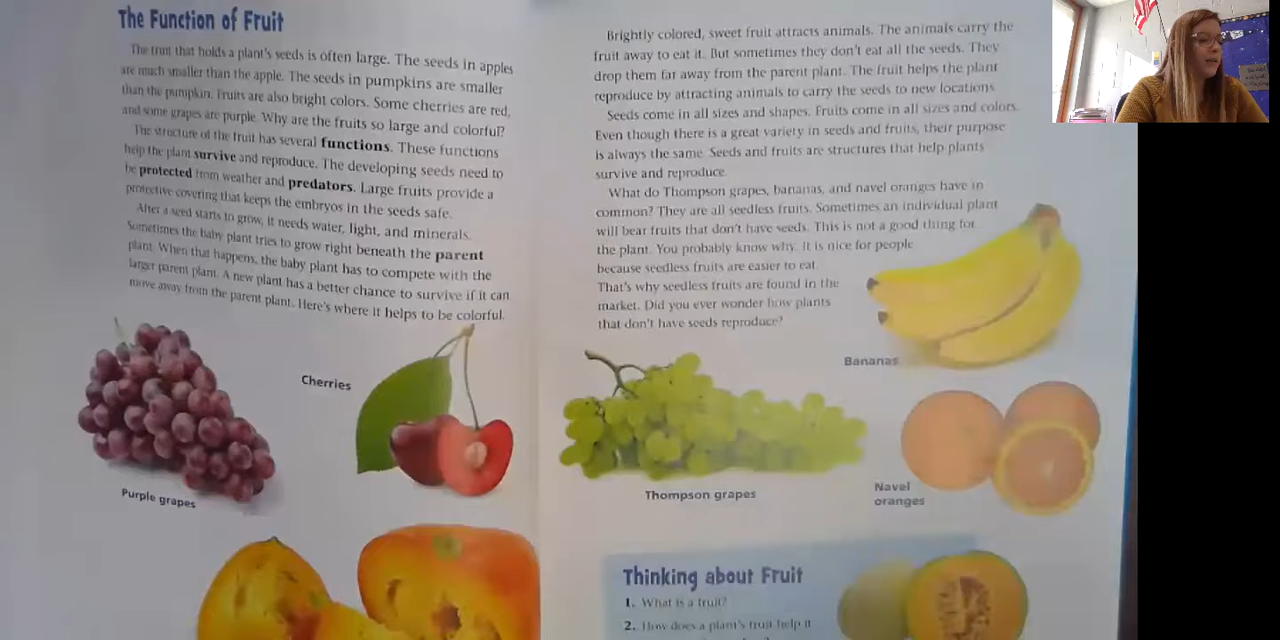 The Function of Fruit
The fruit that holds a plant's seeds is often large. The seeds in apples
are much smaller than the apple. The seeds in pumpkins are smaller
than the pumpkin. Fruits are also bright colors. Some cherries are red,
and some grapes are purple. Why are the fruits so large and colorful?
The structure of the fruit has several functions. These functions
help the plant survive and reproduce. The developing seeds need to
be protected from weather and predators. Large fruits provide a
protective covering that keeps the embryos in the seeds safe.
After a seed starts to grow, it needs water, light, and minerals.
Sometimes the baby plant tries to grow right beneath the parent
plant. When that happens, the baby plant has to compete with the
larger parent plant. A new plant has a better chance to survive if it can
move away from the parent plant. Here's where it helps to be colorful.
Purple grapes
Cherries
Brightly colored, sweet fruit attracts animals. The animals carry the
fruit away to eat it. But sometimes they don't eat all the seeds. They
drop them far away from the parent plant. The fruit helps the plant
reproduce by attracting animals to carry the seeds to new locations.
Seeds come in all sizes and shapes. Fruits come in all sizes and colors.
Even though there is a great variety in seeds and fruits, their purpose
is always the same. Seeds and fruits are structures that help plants
survive and reproduce.
What do Thompson grapes, bananas, and navel oranges have in
common? They are all seedless fruits. Sometimes an individual plant
will bear fruits that don't have seeds. This is not a good thing for
the plant. You probably know why. It is nice for people
because seedless fruits are easier to eat.
That's why seedless fruits are found in the
market. Did you ever wonder how plants
that don't have seeds reproduce?
Bananas
Thompson grapes
Navel
oranges
Thinking about Fruit
1. What is a fruit?
2. How does a plant's fruit help it